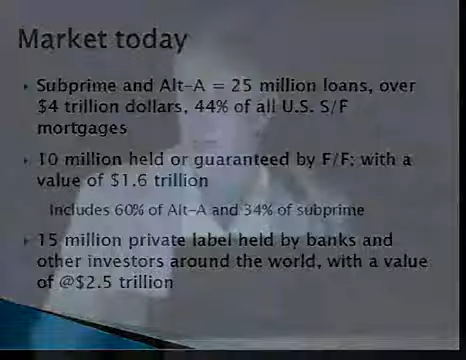 Market today
Subprime and Alt-A = 25 million loans, over
$4 trillion dollars, 44% of all U.S. S/F
mortgages
10 million held or guaranteed by F/F; with a
value of $1.6 trillion
Includes 60% of Alt-A and 34% of subprime
15 million private label held by banks and
other investors around the world, with a value
of @$2.5 trillion